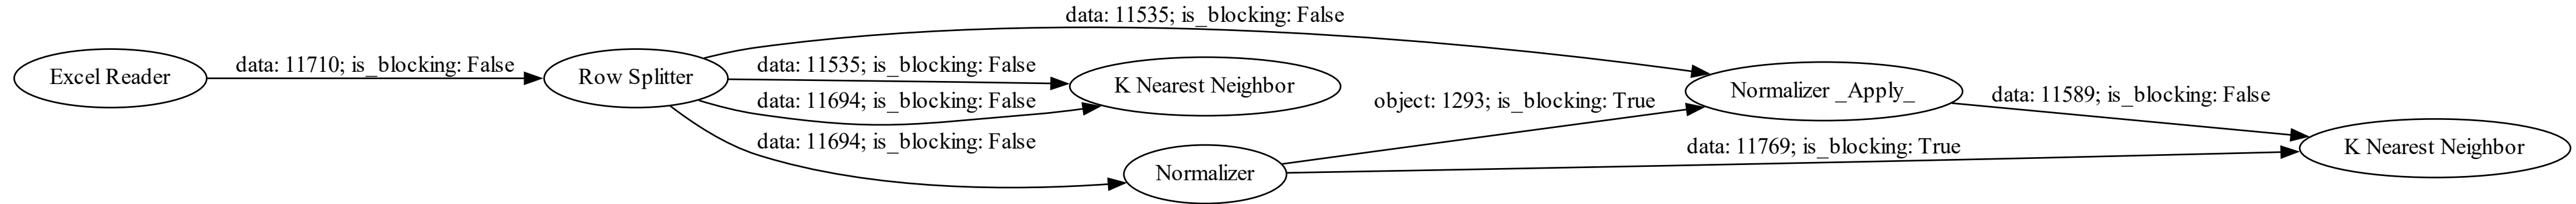 data: 11535; is_blocking: False
Excel Reader
data: 11710; is_blocking: False
Row Splitter
data: 11535; is_blocking: False
K Nearest Neighbor
data: 11694; is_blocking: False
data: 11694; is_blocking: False
Normalizer
object: 1293; is_blocking: True
Normalizer _Apply_
data: 11589; is_blocking: False
data: 11769; is_blocking: True
K Nearest Neighbor